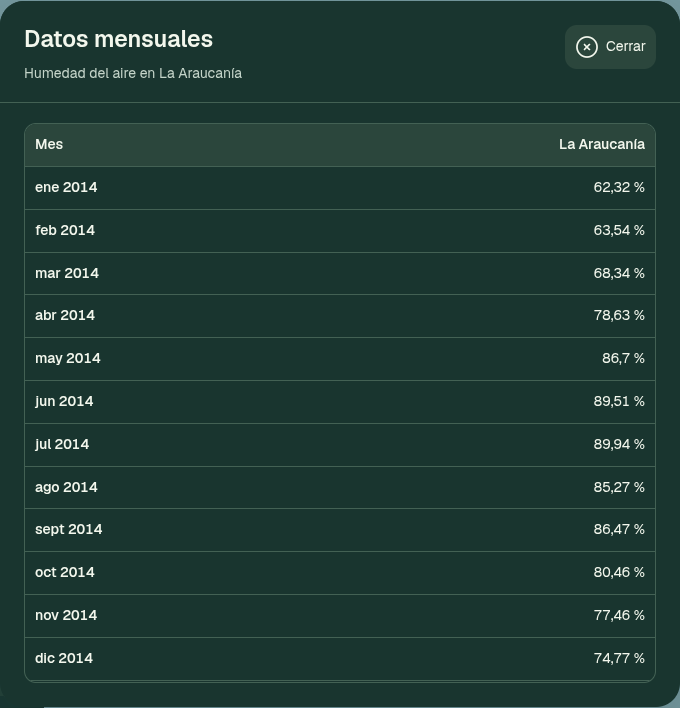 Datos mensuales
Cerrar
Humedad del aire en La Araucanía
Mes La Araucanía
ene 2014 62,32 %
feb 2014 63,54 %
mar 2014 68,34 %
abr 2014 78,63 %
may 2014 86,7 %
jun 2014 89,51 %
jul 2014 89,94 %
ago 2014 85,27 %
sept 2014 86,47 %
oct 2014 80,46 %
nov 2014 77,46 %
dic 2014 74,77 %